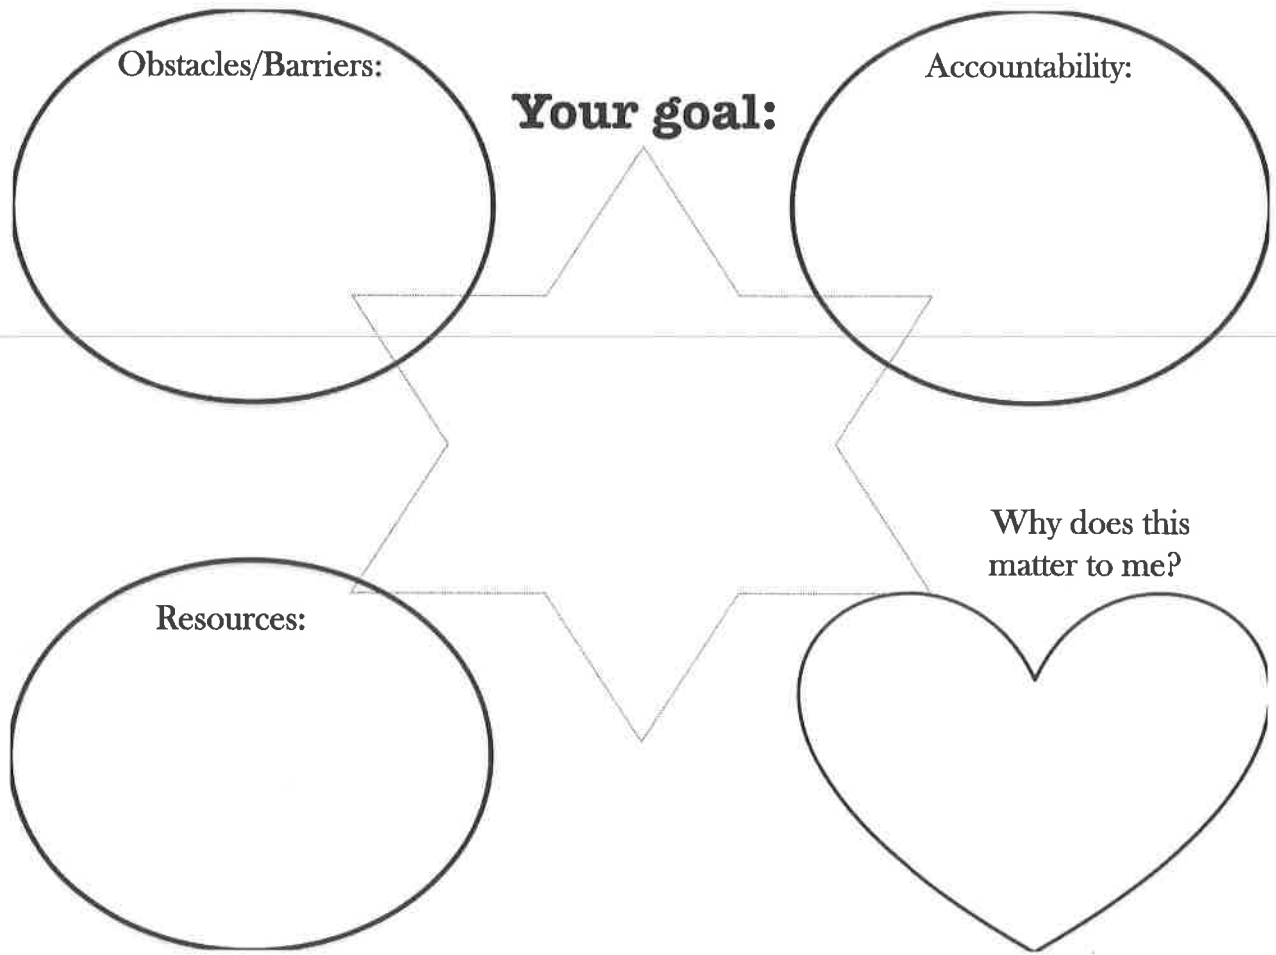 Obstacles/Barriers:
Accountability:
Your goal:
Why does this
matter to me?
Resources: